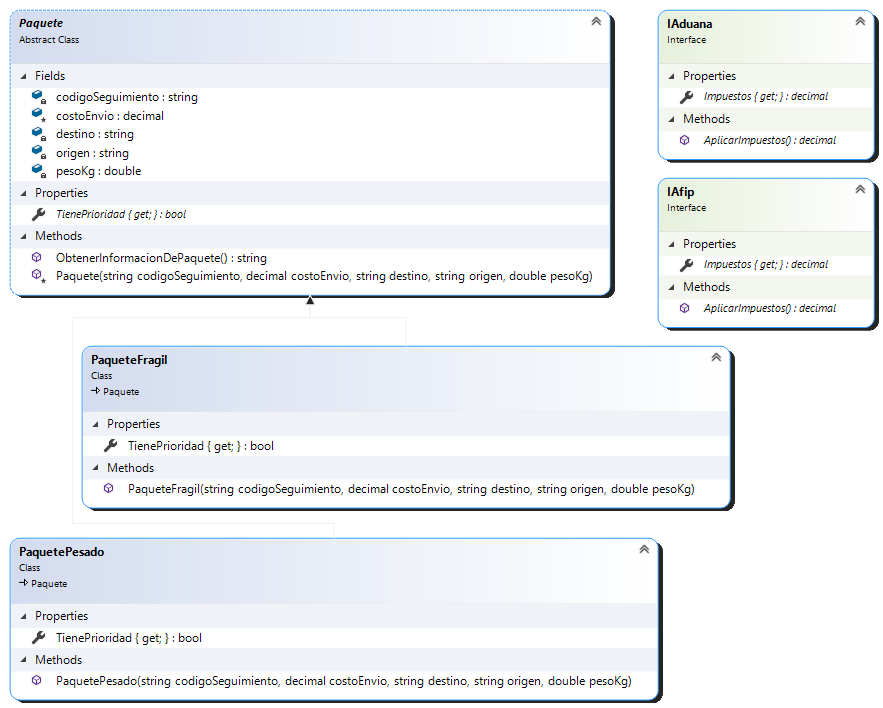 Paquete
Abstract Class
Fields
codigoSeguimiento : string
costoEnvio : decimal
destino : string
origen : string
pesoKg : double
Properties
TienePrioridad { get; } : bool
Methods
ObtenerInformacionDePaquete() : string
Paquete(string codigoSeguimiento, decimal costoEnvio, string destino, string origen, double pesoKg)
IAduana
Interface
Properties
Impuestos { get; } : decimal
Methods
AplicarImpuestos() : decimal
IAfip
Interface
Properties
Impuestos { get; } : decimal
Methods
AplicarImpuestos() : decimal
PaqueteFragil
Class
Paquete
Properties
TienePrioridad { get; } : bool
Methods
PaqueteFragil(string codigoSeguimiento, decimal costoEnvio, string destino, string origen, double pesoKg)
PaquetePesado
Class
Paquete
Properties
TienePrioridad { get; } : bool
Methods
PaquetePesado(string codigoSeguimiento, decimal costoEnvio, string destino, string origen, double pesoKg)